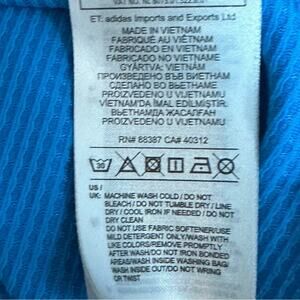 ET: adidas Imports and Exports Ltd
MADE IN VIETNAM
FABRIQUÉ AU VIÊTNAM
FABRICADO EN VIETNAM
FABRICADO NO VIETNAME
GYÁRTVA: VIETNÁM
ПРОИЗВЕДЕНО ВЪВ ВИЕТНАМ
СДЕЛАНО ВО ВЬЕТНАМЕ
PROIZVEDENO U VIJETNAMU
VIETNAM'DA İMAL EDİLMİŞTİR.
ВЬЕТНАМДА ЖАСАЛҒАН
PROIZVEDENO U VIJETNAMU
RN# 88387 CA# 40312
30
US /
UK: MACHINE WASH COLD / DO NOT
BLEACH / DO NOT TUMBLE DRY / LINE
DRY / COOL IRON IF NEEDED / DO NOT
DRY CLEAN
DO NOT USE FABRIC SOFTENER/USE
MILD DETERGENT ONLY/WASH WITH
LIKE COLORS/REMOVE PROMPTLY
AFTER WASH/DO NOT IRON BONDED
AREAS/WASH INSIDE WASHING BAG/
WASH INSIDE OUT/DO NOT WRING
OR TWIST